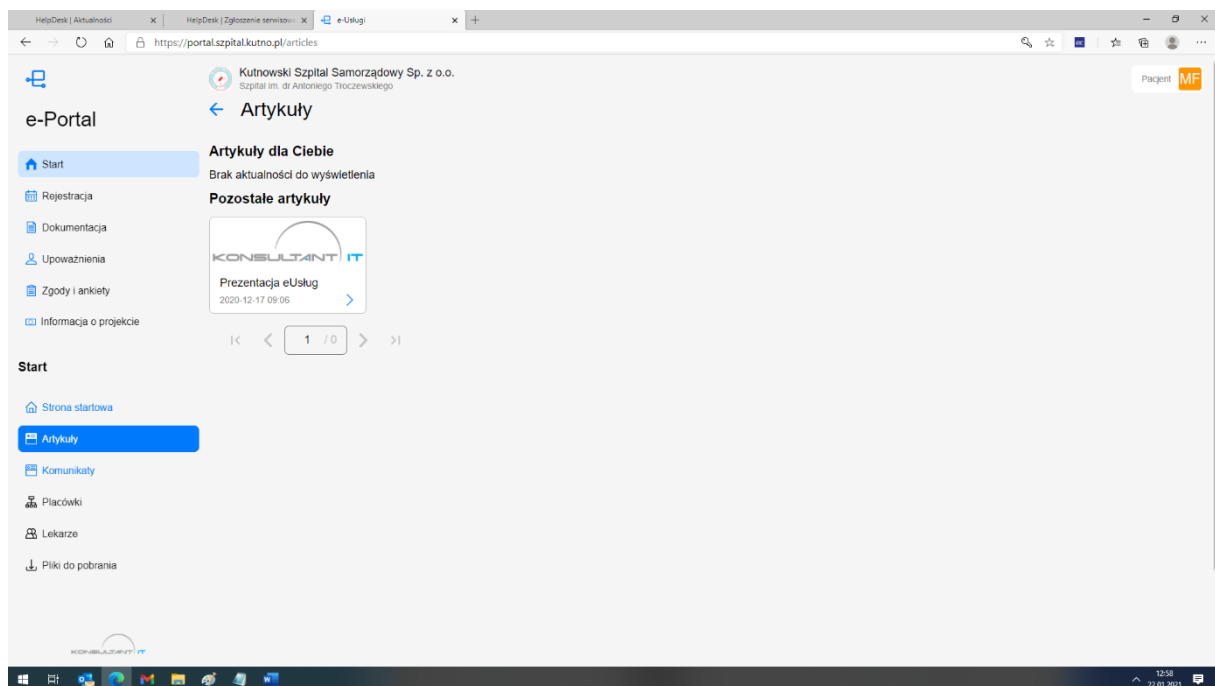 HelpDesk | Aktualności
HelpDesk | Zgłoszenie serwisowe
e-Usługi
https://portal.szpital.kutno.pl/articles
Kutnowski Szpital Samorządowy Sp. z o.o.
Szpital im. dr Antoniego Troczewskiego
Pacjent MF
e-Portal
Artykuły
Start
Rejestracja
Dokumentacja
Upoważnienia
Zgody i ankiety
Informacja o projekcie
Artykuły dla Ciebie
Brak aktualności do wyświetlenia
Pozostałe artykuły
KONSULTANT IT
Prezentacja eUsług
2020-12-17 09:06
1 / 0
Start
Strona startowa
Artykuły
Komunikaty
Placówki
Lekarze
Pliki do pobrania
KONSULTANT IT
12:58
22.01.2021